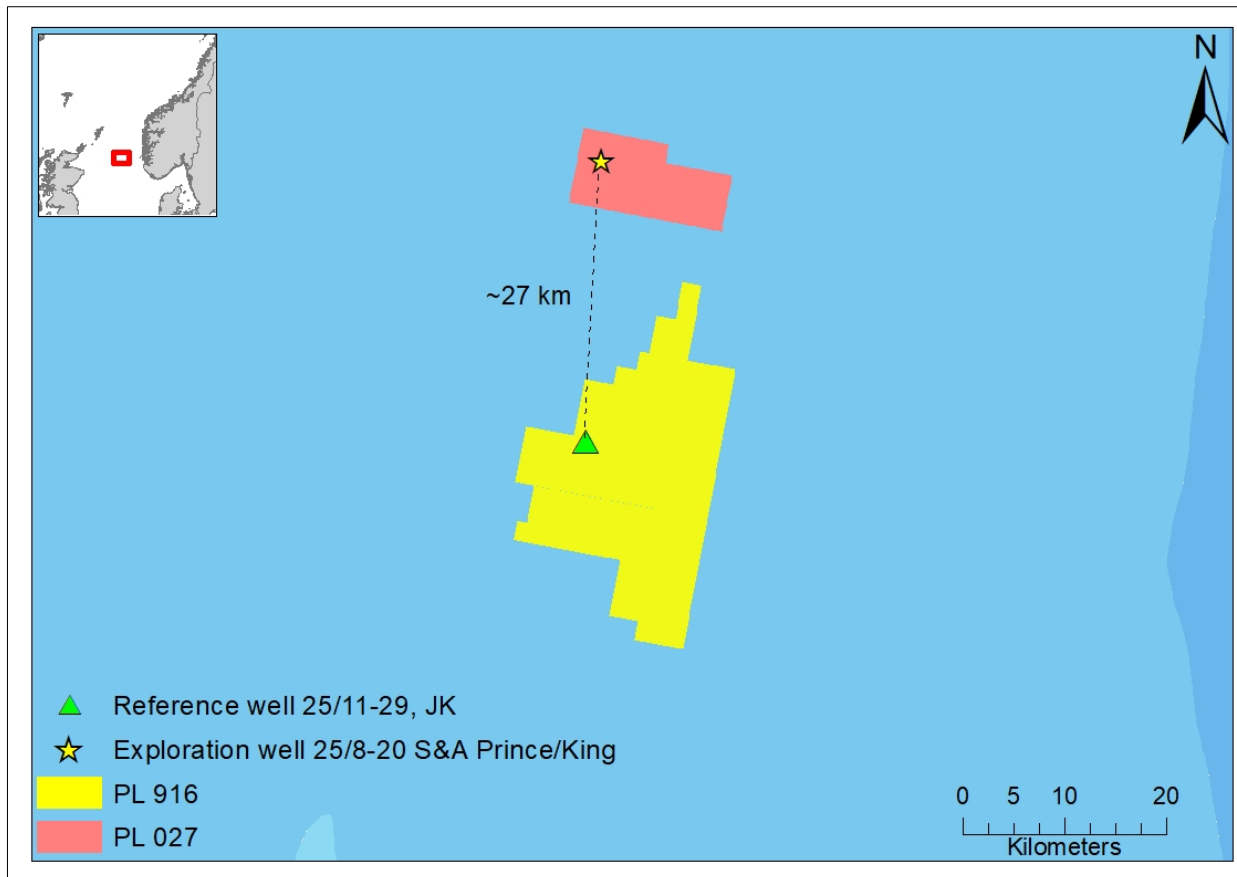 N
~27 km
Reference well 25/11-29, JK
Exploration well 25/8-20 S&A Prince/King
PL 916
PL 027
0 5 10 20
Kilometers